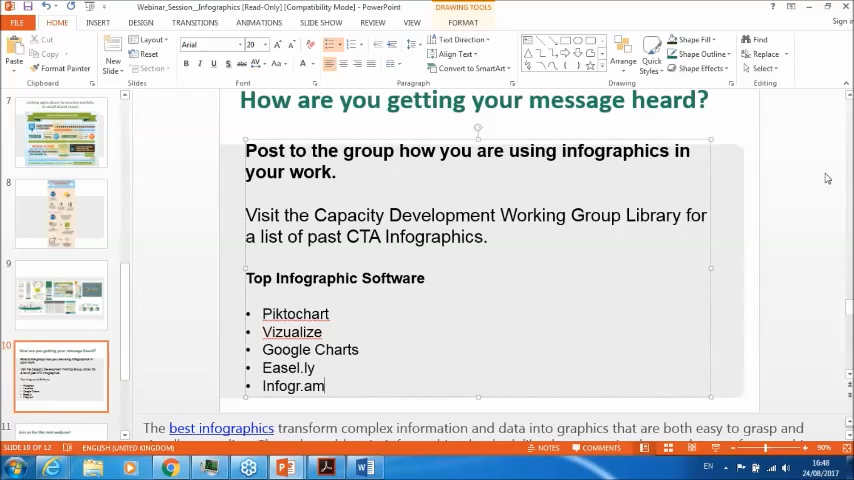 Webinar_Session_ Infographics [Read-Only] [Compatibility Mode] - PowerPoint
DRAWING TOOLS
FILE HOME INSERT DESIGN TRANSITIONS ANIMATIONS SLIDE SHOW REVIEW VIEW FORMAT
Sign in
Paste
Cut
Copy
Format Painter
Clipboard
New Slide
Layout
Reset
Section
Slides
Arial 20
Font
Paragraph
Text Direction
Align Text
Convert to SmartArt
Arrange
Quick Styles
Drawing
Shape Fill
Shape Outline
Shape Effects
Find
Replace
Select
Editing
7
8
9
10
11
How are you getting your message heard?
Post to the group how you are using infographics in
your work.
Visit the Capacity Development Working Group Library for
a list of past CTA Infographics.
Top Infographic Software
• Piktochart
• Vizualize
• Google Charts
• Easel.ly
• Infogr.am
The best infographics transform complex information and data into graphics that are both easy to grasp and
SLIDE 10 OF 12 ENGLISH (UNITED KINGDOM) NOTES COMMENTS 90%
EN
16:48
24/08/2017